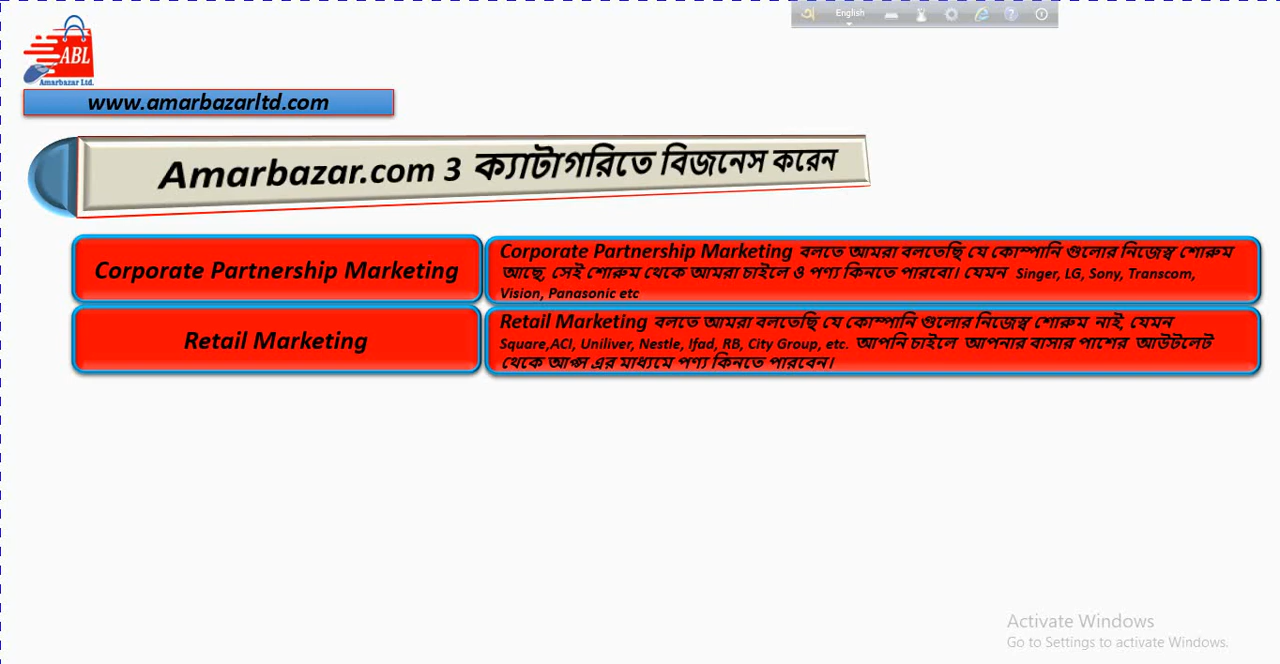 English
ABL
Amarbazar Ltd.
www.amarbazarltd.com
Amarbazar.com 3 ক্যাটাগরিতে বিজনেস করেন
Corporate Partnership Marketing
Corporate Partnership Marketing বলতে আমরা বলতেছি যে কোম্পানি গুলোর নিজেস্ব শোরুম
আছে, সেই শোরুম থেকে আমরা চাইলে ও পণ্য কিনতে পারবো। যেমন Singer, LG, Sony, Transcom,
Vision, Panasonic etc
Retail Marketing
Retail Marketing বলতে আমরা বলতেছি যে কোম্পানি গুলোর নিজেস্ব শোরুম নাই, যেমন
Square,ACI, Uniliver, Nestle, Ifad, RB, City Group, etc. আপনি চাইলে আপনার বাসার পাশের আউটলেট
থেকে আপ্স এর মাধ্যমে পণ্য কিনতে পারবেন।
Activate Windows
Go to Settings to activate Windows.